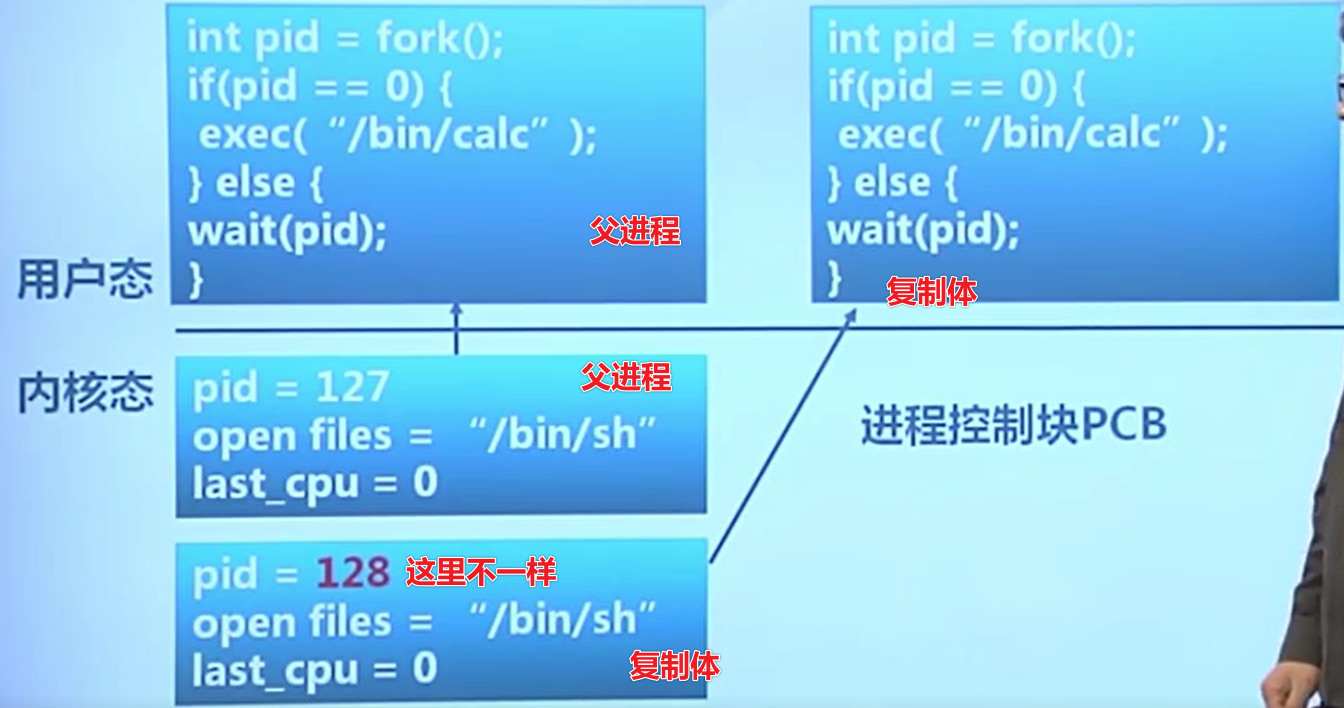 int pid = fork();
if(pid == 0) {
exec( “/bin/calc” );
} else {
wait(pid);
}
父进程
int pid = fork();
if(pid == 0) {
exec( “/bin/calc” );
} else {
wait(pid);
}
复制体
用户态
内核态
pid = 127
open files = “/bin/sh”
last_cpu = 0
父进程
进程控制块PCB
pid = 128 这里不一样
open files = “/bin/sh”
last_cpu = 0
复制体